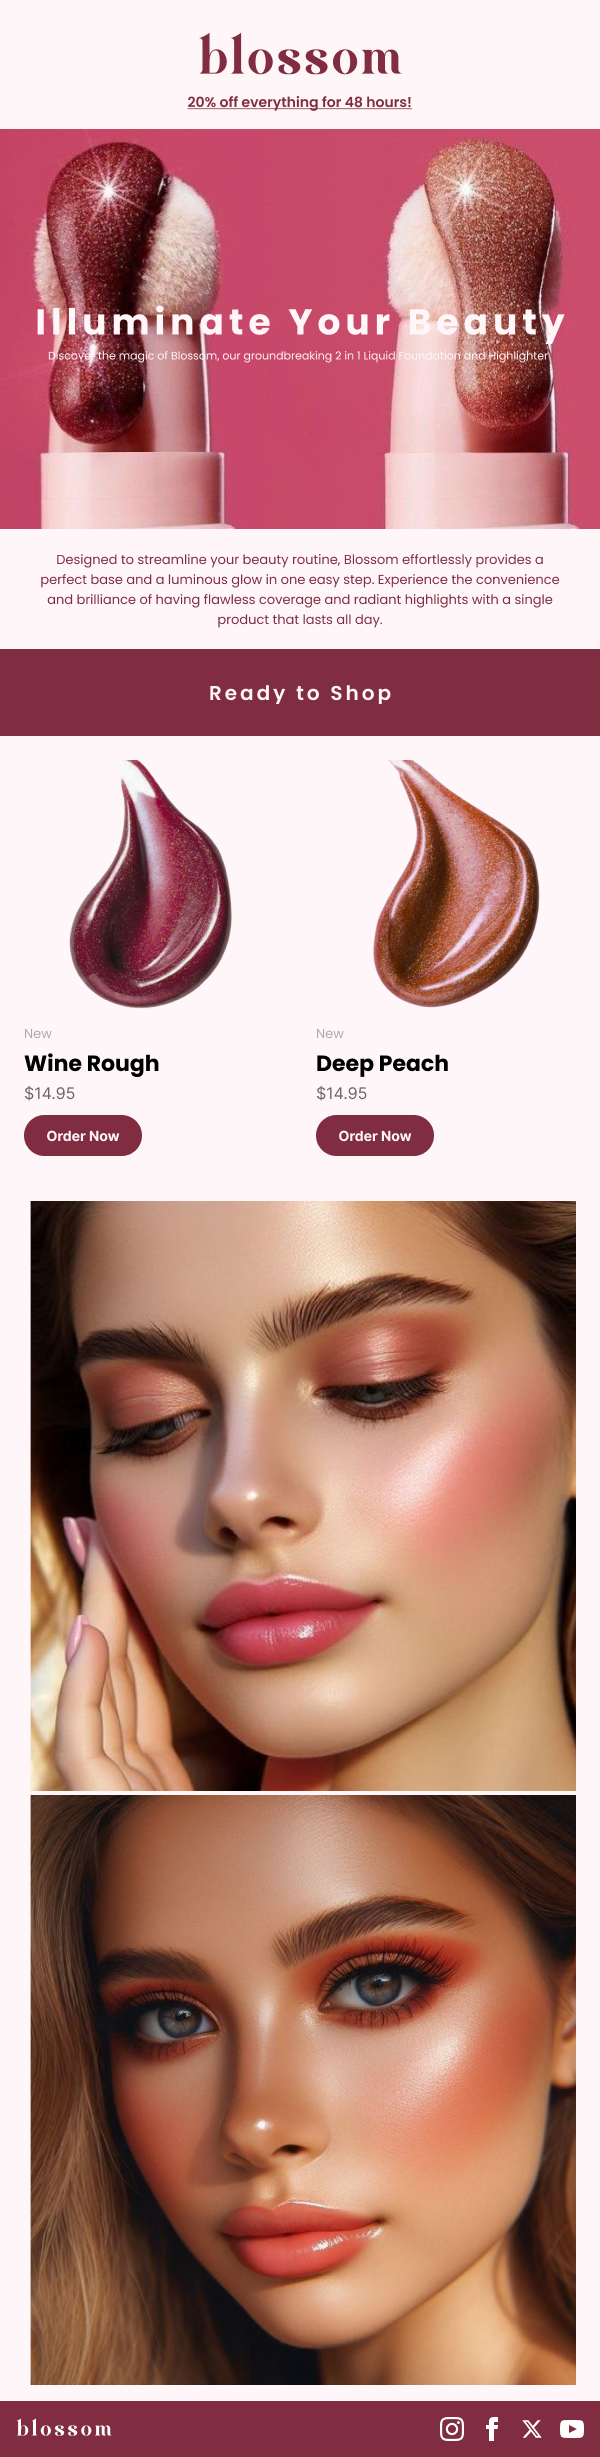 blossom
20% off everything for 48 hours!
Illuminate Your Beauty
Discover the magic of Blossom, our groundbreaking 2 in 1 Liquid Foundation and Highlighter
Designed to streamline your beauty routine, Blossom effortlessly provides a
perfect base and a luminous glow in one easy step. Experience the convenience
and brilliance of having flawless coverage and radiant highlights with a single
product that lasts all day.
Ready to Shop
New
Wine Rough
$14.95
Order Now
New
Deep Peach
$14.95
Order Now
blossom